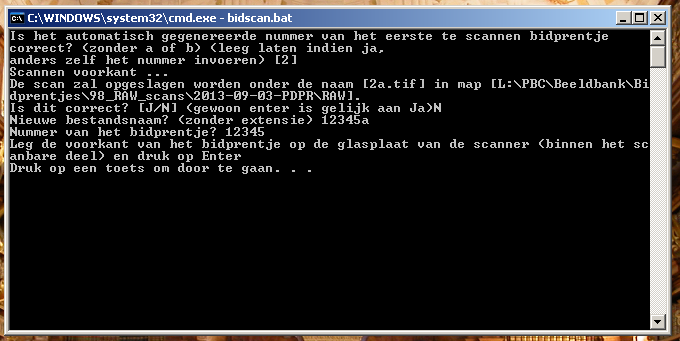 C:\WINDOWS\system32\cmd.exe - bidscan.bat
Is het automatisch gegenereerde nummer van het eerste te scannen bidprentje
correct? (zonder a of b) (leeg laten indien ja,
anders zelf het nummer invoeren) [2]
Scannen voorkant ...
De scan zal opgeslagen worden onder de naam [2a.tif] in map [L:\PBC\Beeldbank\Bi
dprentjes\98_RAW_scans\2013-09-03-PDPR\RAW].
Is dit correct? [J/N] (gewoon enter is gelijk aan Ja)N
Nieuwe bestandsnaam? (zonder extensie) 12345a
Nummer van het bidprentje? 12345
Leg de voorkant van het bidprentje op de glasplaat van de scanner (binnen het sc
anbare deel) en druk op Enter
Druk op een toets om door te gaan. . .